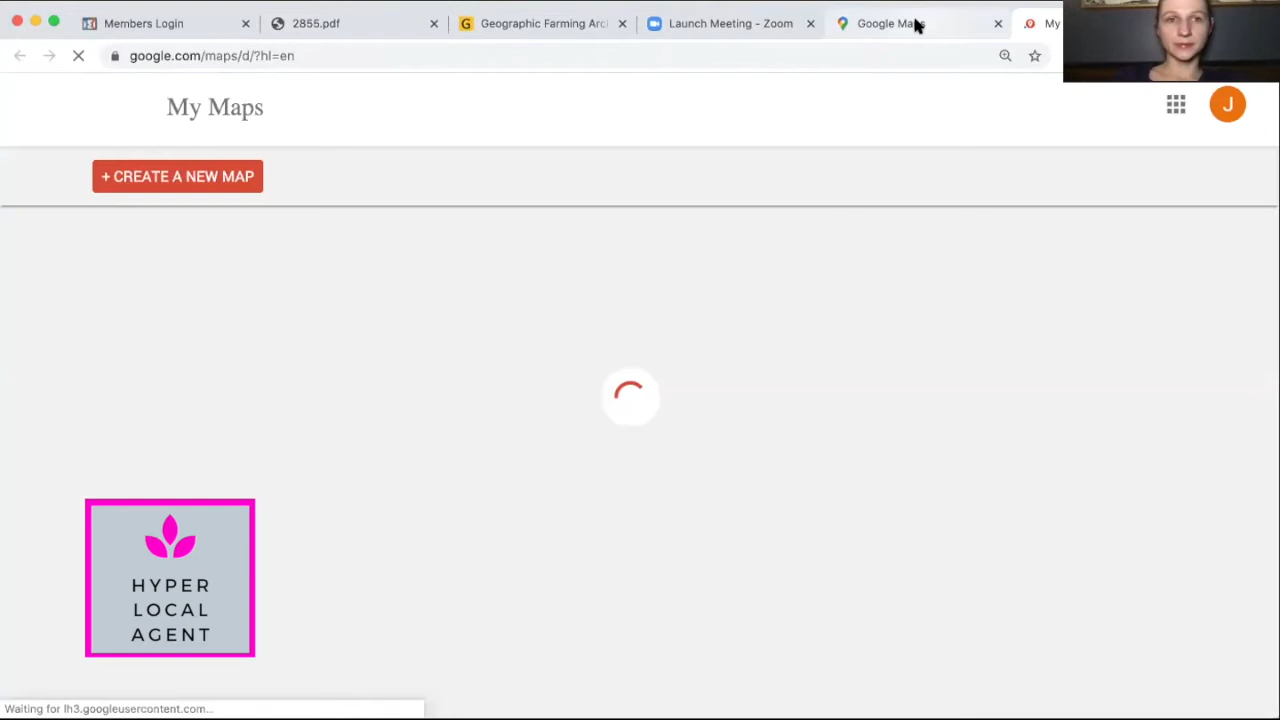 Members Login
2855.pdf
Geographic Farming Arc
Launch Meeting - Zoom
Google Maps
My
google.com/maps/d/?hl=en
My Maps
J
+ CREATE A NEW MAP
HYPER
LOCAL
AGENT
Waiting for lh3.googleusercontent.com...